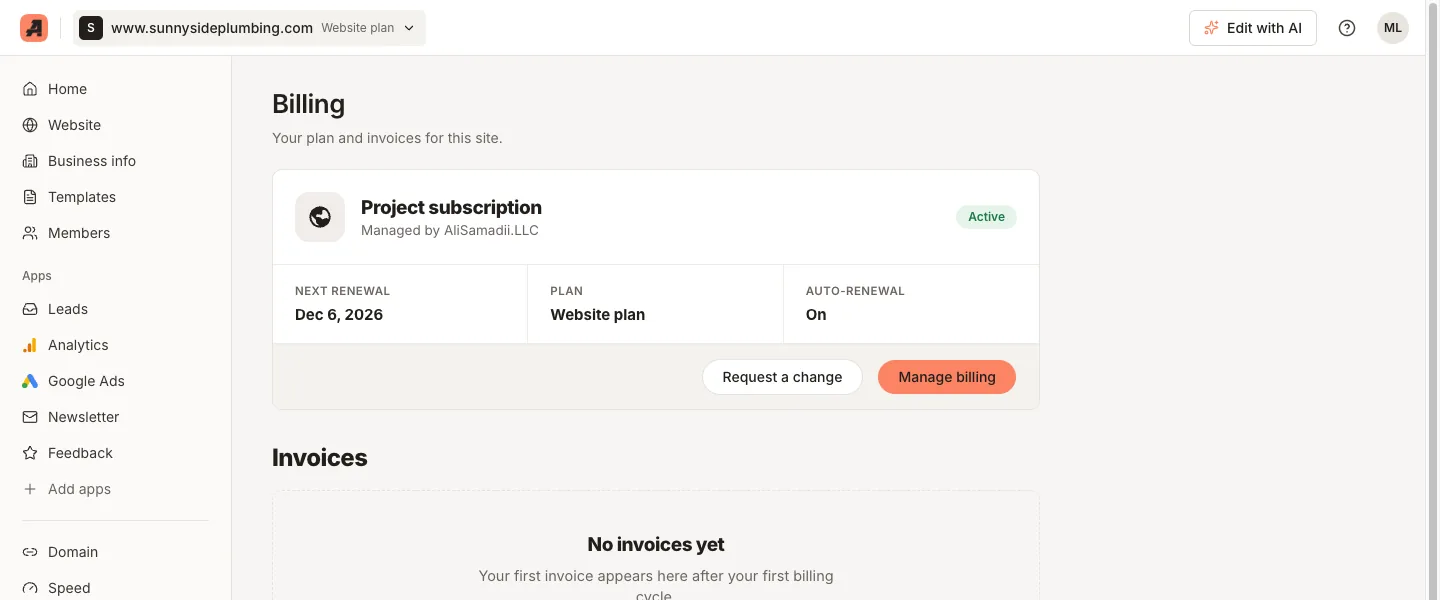 S www.sunnysideplumbing.com Website plan
Edit with AI
ML
Home
Website
Business info
Templates
Members
Apps
Leads
Analytics
Google Ads
Newsletter
Feedback
Add apps
Domain
Speed
Billing
Your plan and invoices for this site.
Project subscription
Managed by AliSamadii.LLC
Active
NEXT RENEWAL
Dec 6, 2026
PLAN
Website plan
AUTO-RENEWAL
On
Request a change
Manage billing
Invoices
No invoices yet
Your first invoice appears here after your first billing
cycle.